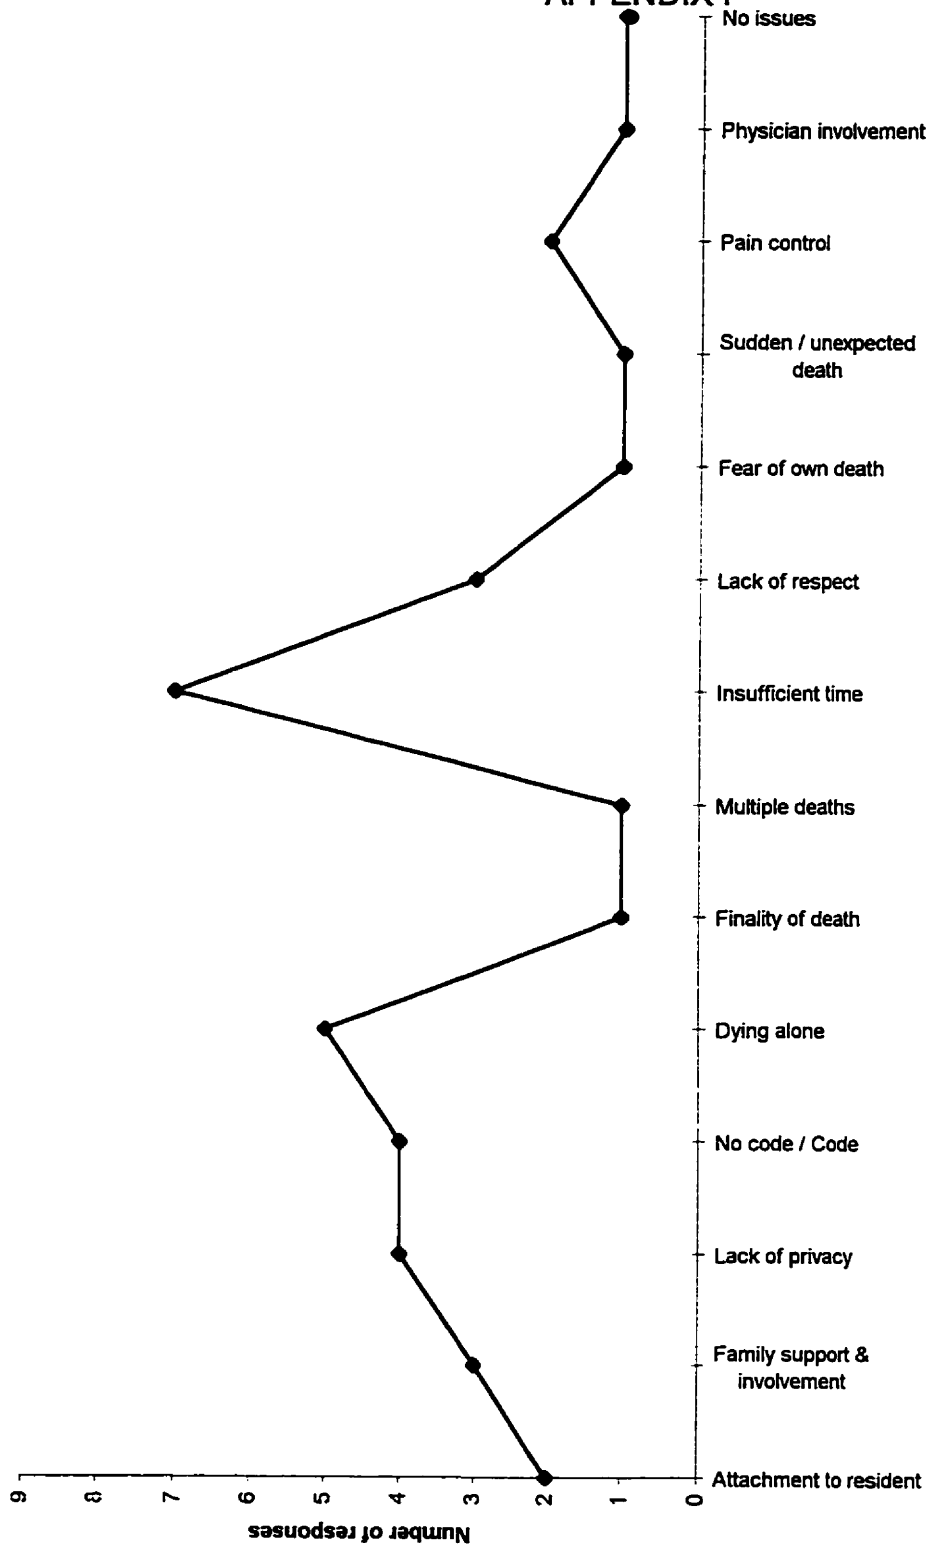 No issues
Physician involvement
Pain control
Sudden / unexpected
death
Fear of own death
Lack of respect
Insufficient time
Multiple deaths
Finality of death
Dying alone
No code / Code
Lack of privacy
Family support &
involvement
Attachment to resident
9
8
7
6
5
4
3
2
1
0
Number of responses